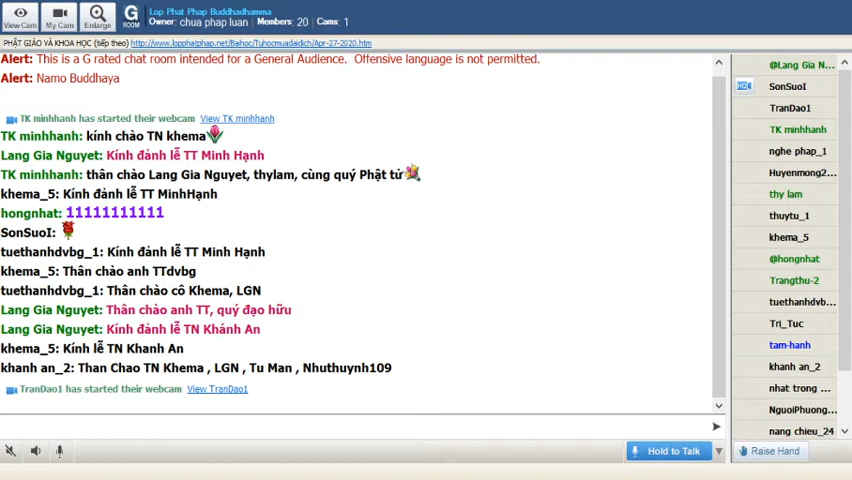 View Cam
My Cam
Enlarge
G
ROOM
Lop Phat Phap Buddhadhamma
Owner: chua phap luan Members: 20 Cams: 1
PHẬT GIÁO VÀ KHOA HỌC (tiếp theo) http://www.lopphatphap.net/Baihoc/Tuhocmuadaidich/Apr-27-2020.htm
Alert: This is a G rated chat room intended for a General Audience. Offensive language is not permitted.
Alert: Namo Buddhaya
TK minhhanh has started their webcam View TK minhhanh
TK minhhanh: kính chào TN khema
Lang Gia Nguyet: Kính đảnh lễ TT Minh Hạnh
TK minhhanh: thân chào Lang Gia Nguyet, thylam, cùng quý Phật tử
khema_5: Kính đảnh lễ TT MinhHạnh
hongnhat: 11111111111
SonSuoI:
tuethanhdvbg_1: Kính đảnh lễ TT Minh Hạnh
khema_5: Thân chào anh TTdvbg
tuethanhdvbg_1: Thân chào cô Khema, LGN
Lang Gia Nguyet: Thân chào anh TT, quý đạo hữu
Lang Gia Nguyet: Kính đảnh lễ TN Khánh An
khema_5: Kính lễ TN Khanh An
khanh an_2: Than Chao TN Khema , LGN , Tu Man , Nhuthuynh109
TranDao1 has started their webcam View TranDao1
@Lang Gia N...
SonSuoI
TranDao1
TK minhhanh
nghe phap_1
Huyenmong2...
thy lam
thuytu_1
khema_5
@hongnhat
Trangthu-2
tuethanhdvb...
Tri_Tuc
tam-hanh
khanh an_2
nhat trong ...
NguoiPhuong...
nang chieu_24
Hold to Talk
Raise Hand